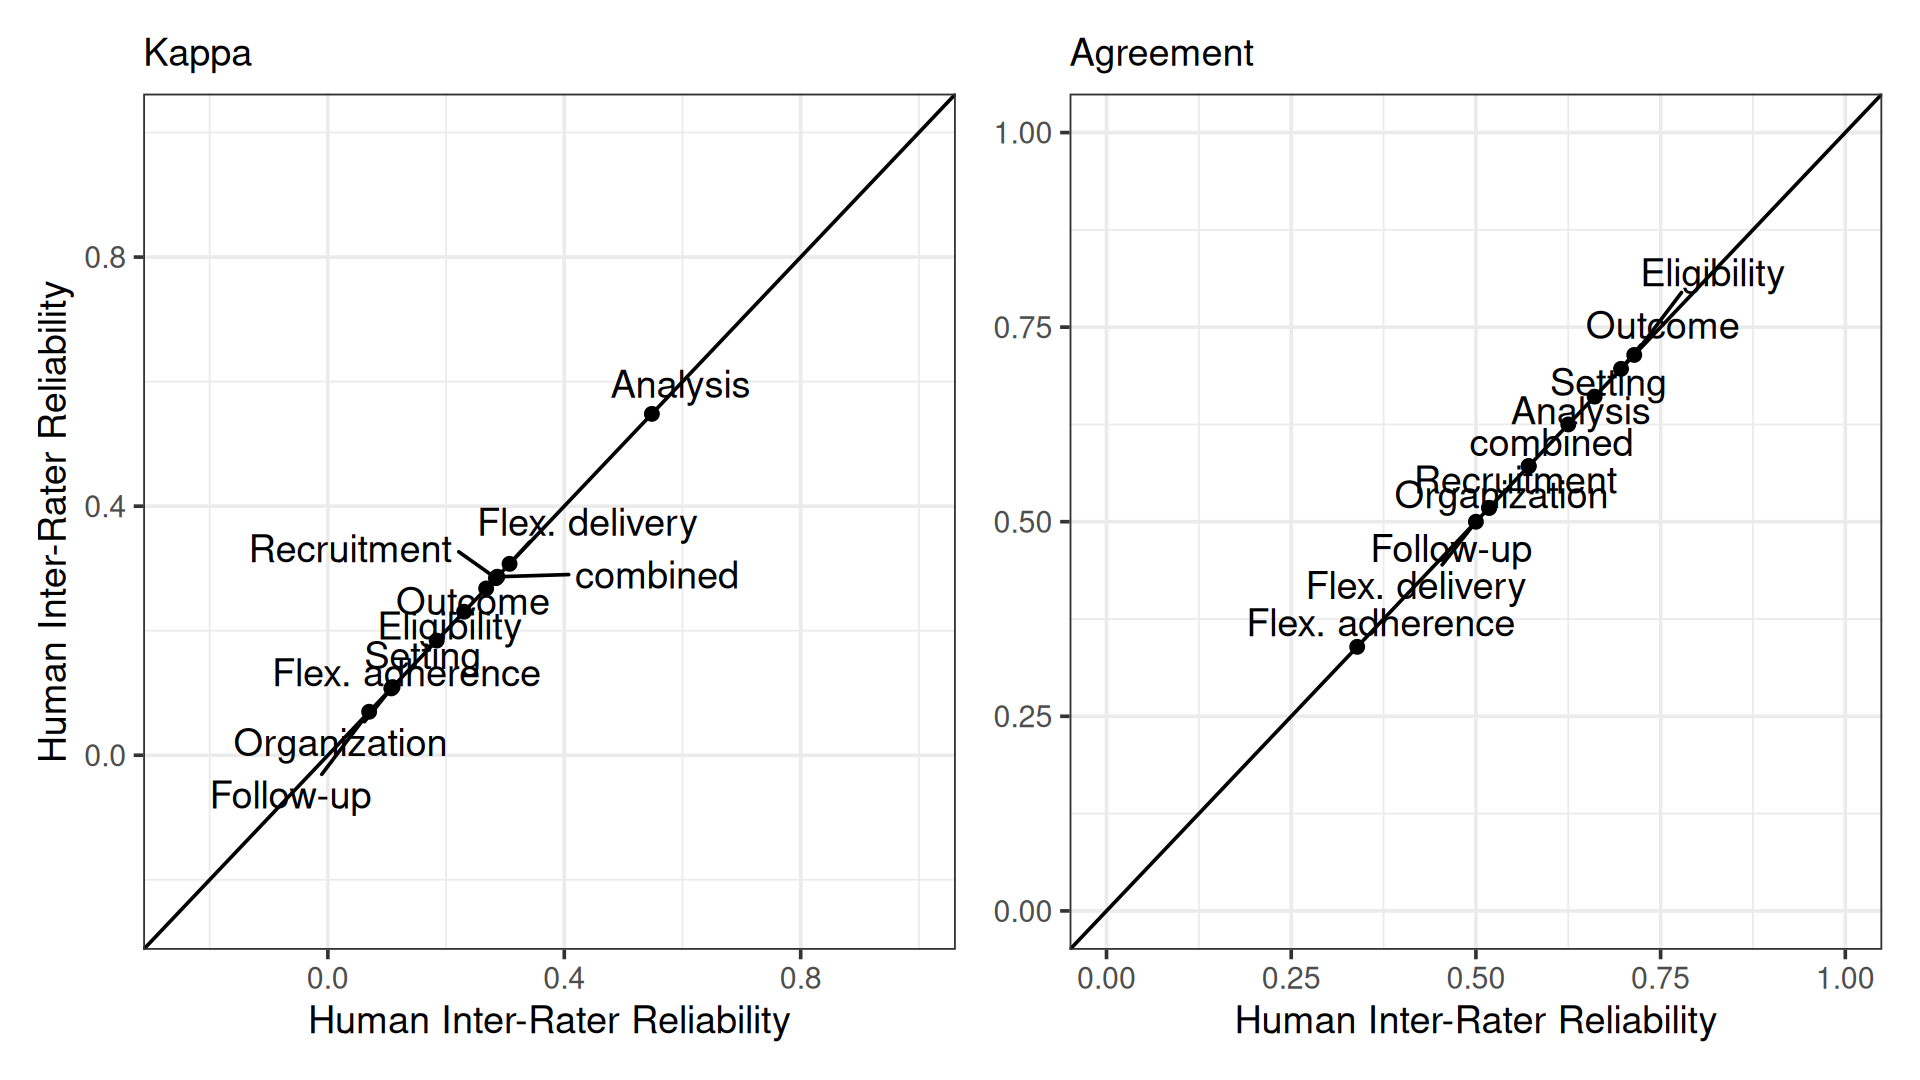 Kappa
Agreement
Human Inter-Rater Reliability
0.8
0.4
0.0
Analysis
Flex. delivery
Recruitment
combined
Outcome
Eligibility
Setting
Flex. adherence
Organization
Follow-up
0.0
0.4
0.8
Human Inter-Rater Reliability
1.00
0.75
0.50
0.25
0.00
Eligibility
Outcome
Setting
Analysis
combined
Recruitment
Organization
Follow-up
Flex. delivery
Flex. adherence
0.00
0.25
0.50
0.75
1.00
Human Inter-Rater Reliability